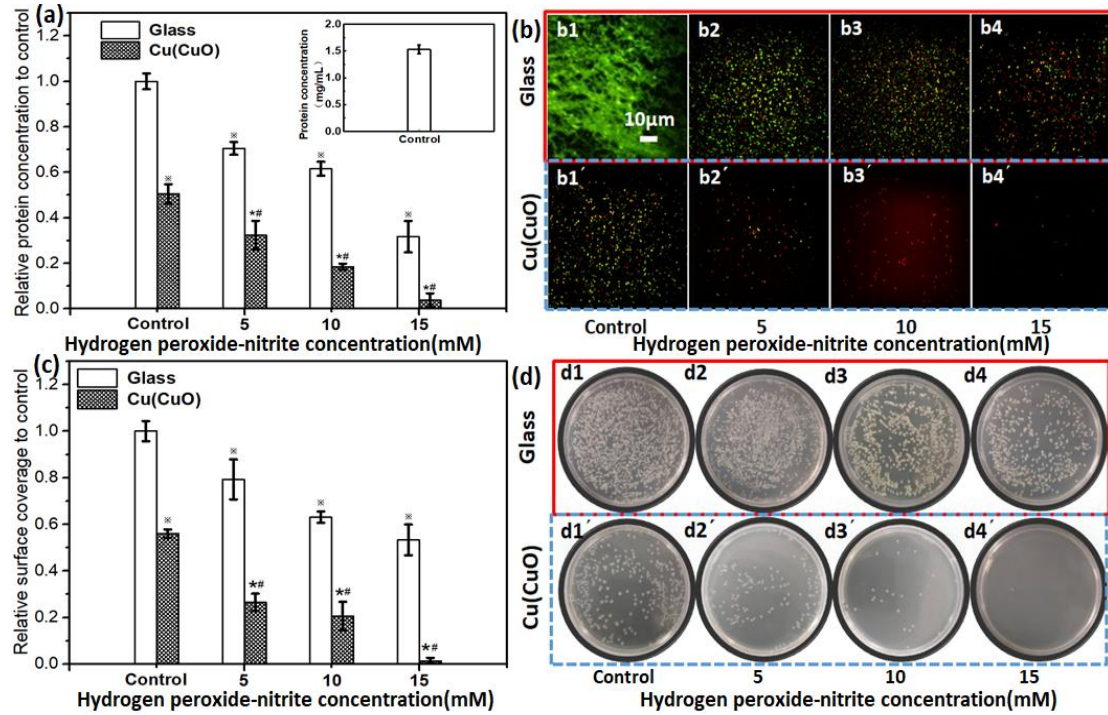 (a)
Glass
Cu(CuO)
Relative protein concentration to control
1.2
1.0
0.8
0.6
0.4
0.2
0.0
※
※
*#
※
*#
※
*#
Protein concentration
(mg/mL)
2.0
1.5
1.0
0.5
0.0
Control
Control
5
10
15
Hydrogen peroxide-nitrite concentration(mM)
(b)
Glass
Cu(CuO)
b1
b2
b3
b4
10μm
b1´
b2´
b3´
b4´
Control
5
10
15
Hydrogen peroxide-nitrite concentration(mM)
(c)
Glass
Cu(CuO)
Relative surface coverage to control
1.2
1.0
0.8
0.6
0.4
0.2
0.0
※
※
*#
※
*#
※
*#
Control
5
10
15
Hydrogen peroxide-nitrite concentration(mM)
(d)
Glass
Cu(CuO)
d1
d2
d3
d4
d1´
d2´
d3´
d4´
Control
5
10
15
Hydrogen peroxide-nitrite concentration(mM)